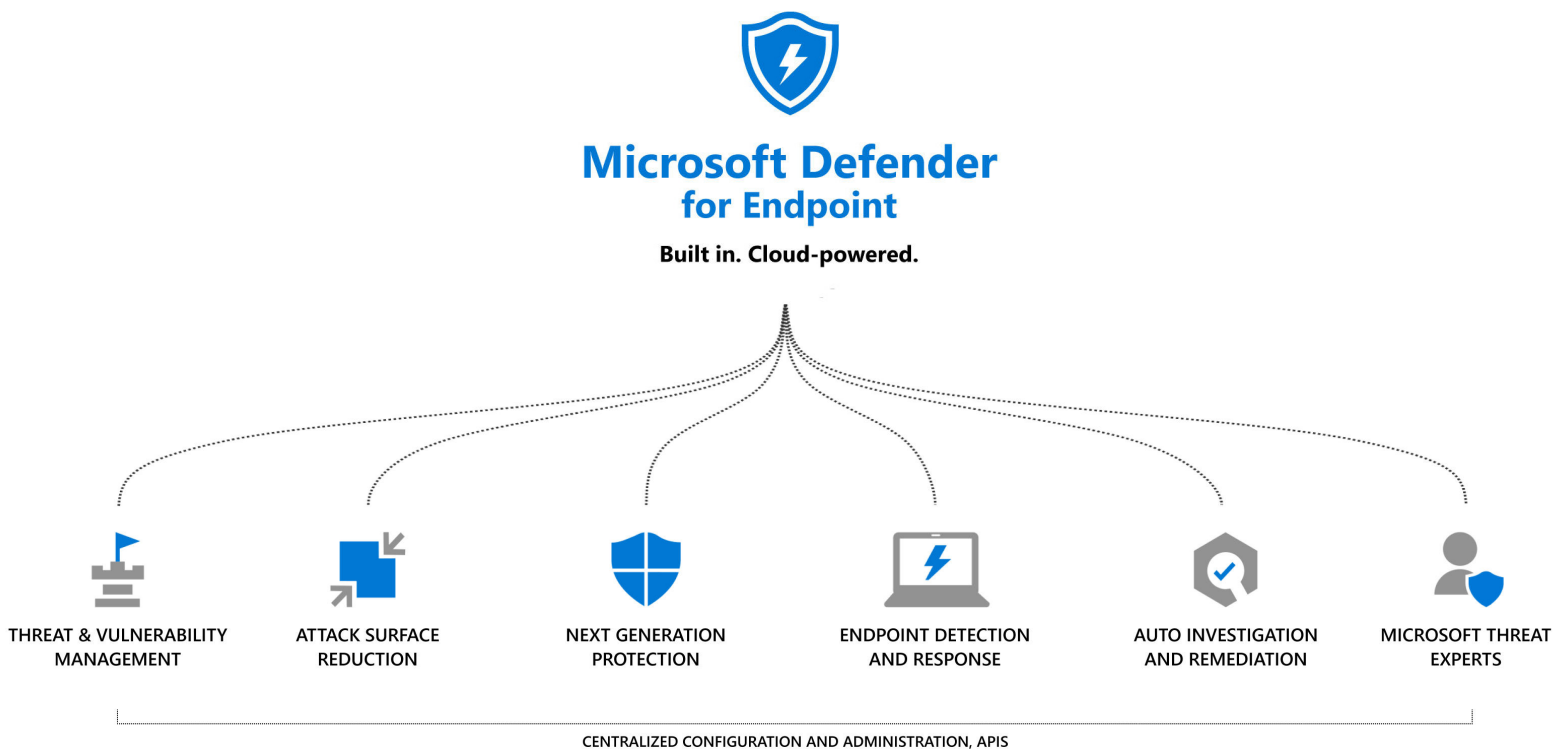 Microsoft Defender
for Endpoint
Built in. Cloud-powered.
THREAT & VULNERABILITY
MANAGEMENT
ATTACK SURFACE
REDUCTION
NEXT GENERATION
PROTECTION
ENDPOINT DETECTION
AND RESPONSE
AUTO INVESTIGATION
AND REMEDIATION
MICROSOFT THREAT
EXPERTS
CENTRALIZED CONFIGURATION AND ADMINISTRATION, APIS